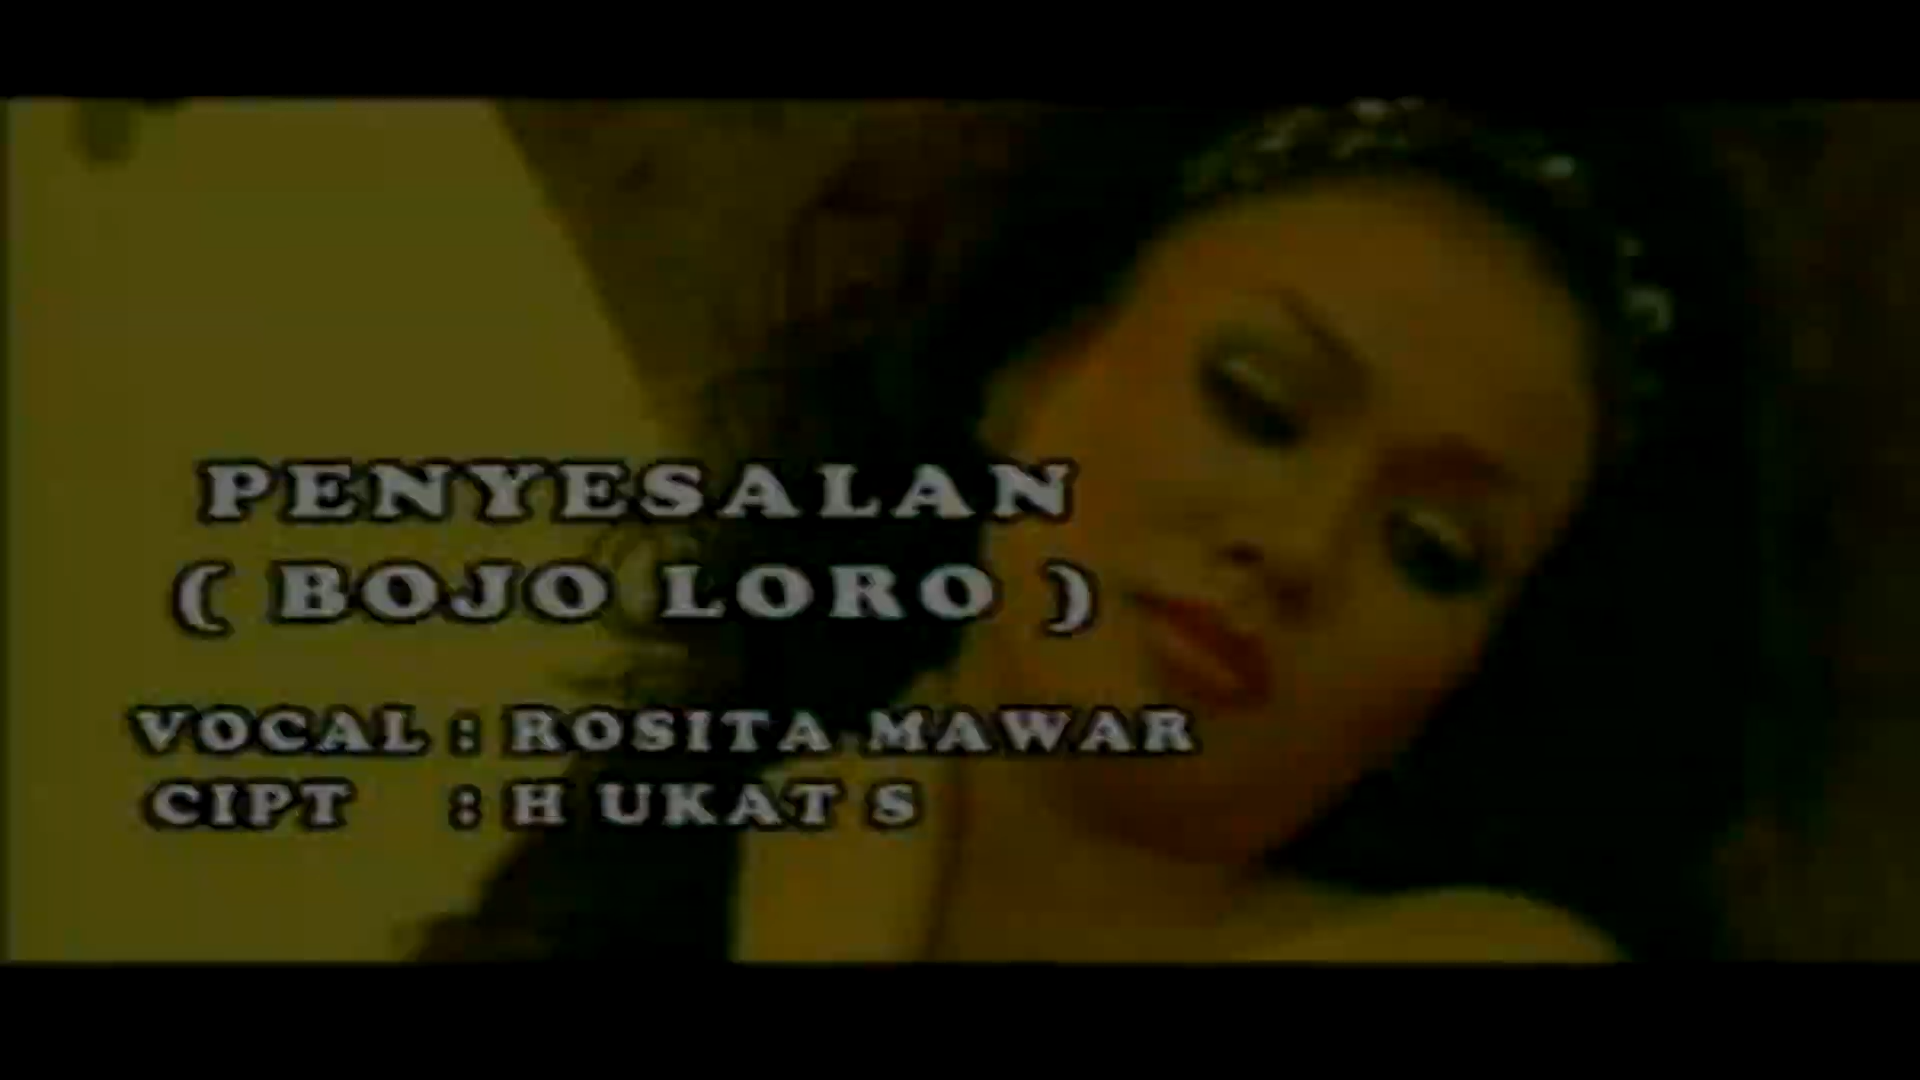 PENYESALAN
( BOJO LORO )
VOCAL : ROSITA MAWAR
CIPT : H UKAT S